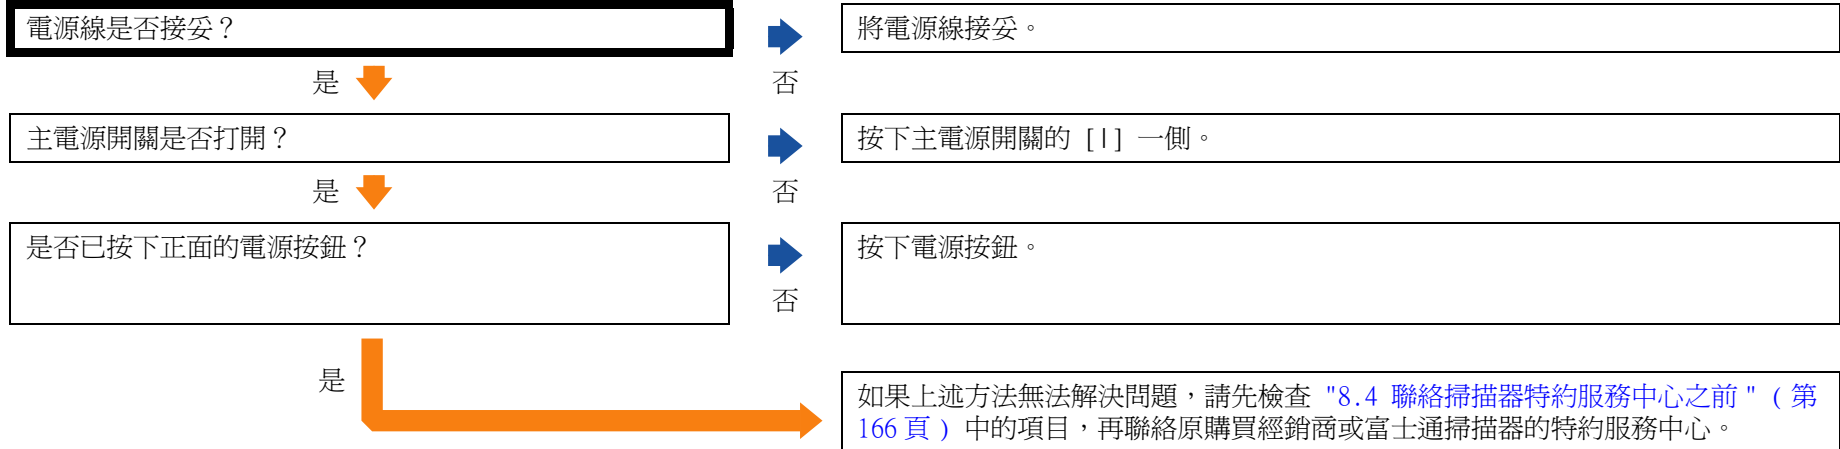 電源線是否接妥？
將電源線接妥。
是
否
主電源開關是否打開？
按下主電源開關的 [|] 一側。
是
否
是否已按下正面的電源按鈕？
按下電源按鈕。
否
是
如果上述方法無法解決問題，請先檢查 "8.4 聯絡掃描器特約服務中心之前 " ( 第
166 頁 ) 中的項目，再聯絡原購買經銷商或富士通掃描器的特約服務中心。